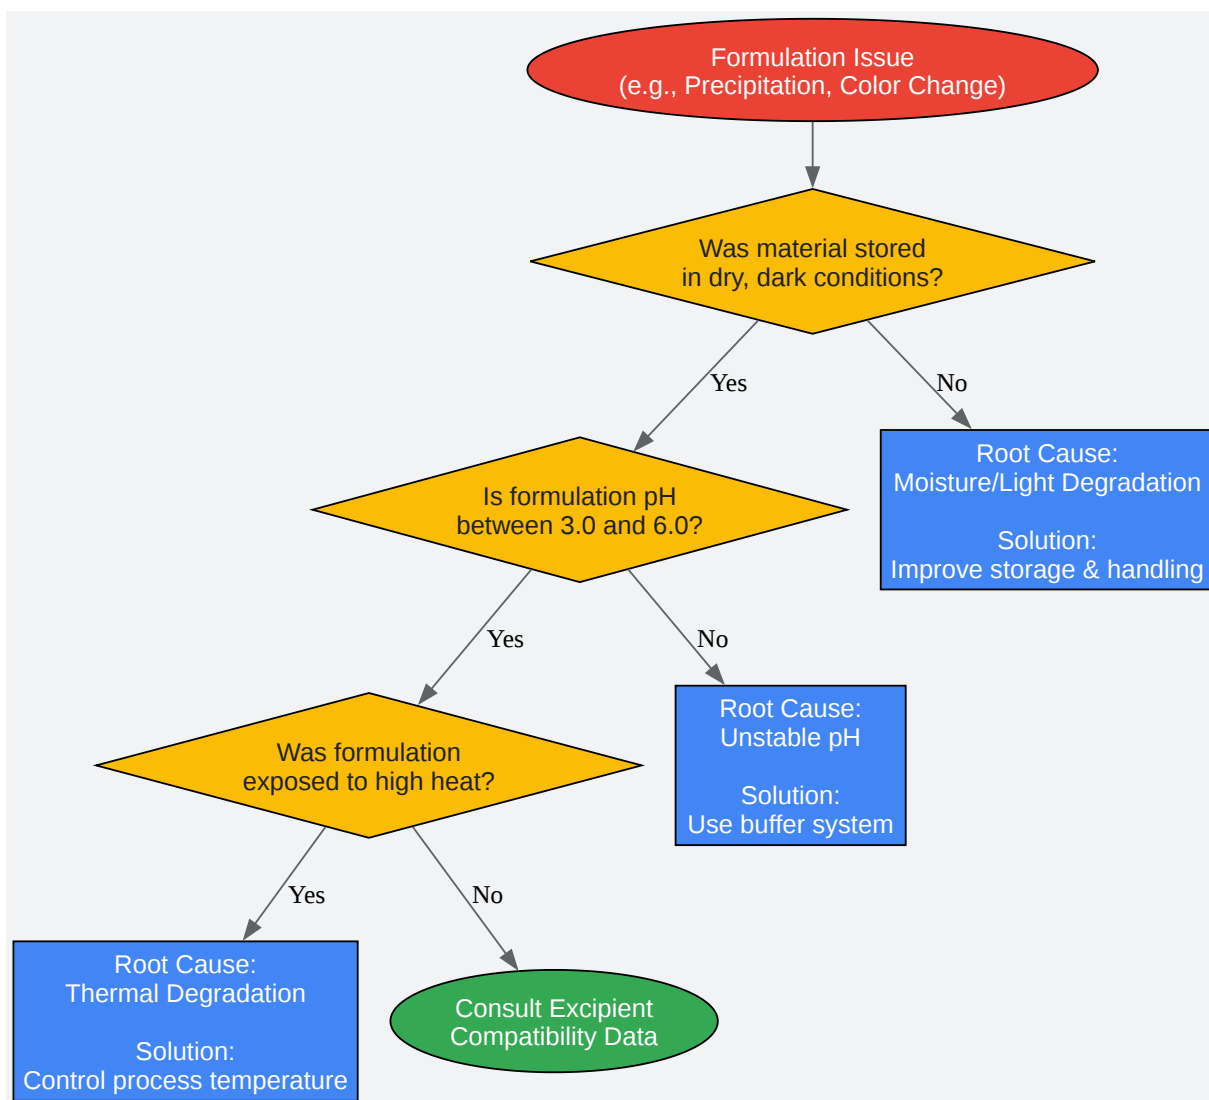 Formulation Issue
(e.g., Precipitation, Color Change)
Was material stored
in dry, dark conditions?
Yes
No
Root Cause:
Moisture/Light Degradation
Solution:
Improve storage & handling
Is formulation pH
between 3.0 and 6.0?
Yes
No
Root Cause:
Unstable pH
Solution:
Use buffer system
Was formulation
exposed to high heat?
Yes
No
Root Cause:
Thermal Degradation
Solution:
Control process temperature
Consult Excipient
Compatibility Data